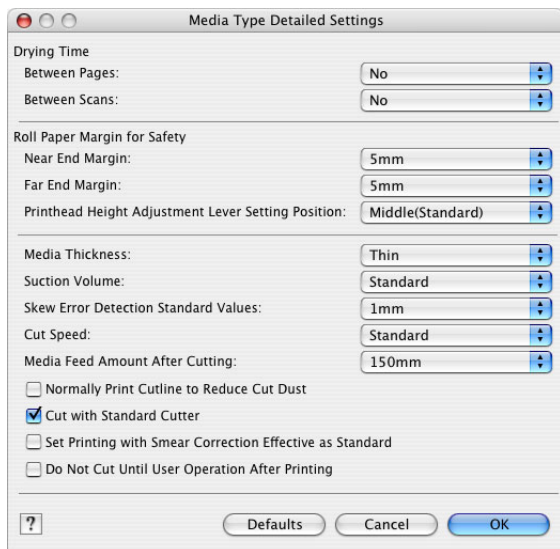 Media Type Detailed Settings
Drying Time
Between Pages: No
Between Scans: No
Roll Paper Margin for Safety
Near End Margin: 5mm
Far End Margin: 5mm
Printhead Height Adjustment Lever Setting Position: Middle(Standard)
Media Thickness: Thin
Suction Volume: Standard
Skew Error Detection Standard Values: 1mm
Cut Speed: Standard
Media Feed Amount After Cutting: 150mm
Normally Print Cutline to Reduce Cut Dust
Cut with Standard Cutter
Set Printing with Smear Correction Effective as Standard
Do Not Cut Until User Operation After Printing
? Defaults Cancel OK